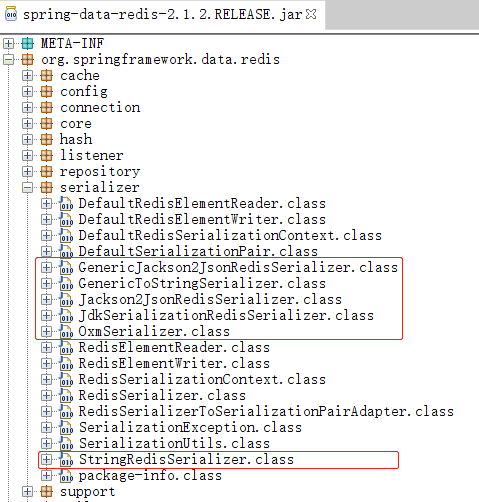 spring-data-redis-2.1.2.RELEASE.jar
META-INF
org.springframework.data.redis
cache
config
connection
core
hash
listener
repository
serializer
DefaultRedisElementReader.class
DefaultRedisElementWriter.class
DefaultRedisSerializationContext.class
DefaultSerializationPair.class
GenericJackson2JsonRedisSerializer.class
GenericToStringSerializer.class
Jackson2JsonRedisSerializer.class
JdkSerializationRedisSerializer.class
OxmSerializer.class
RedisElementReader.class
RedisElementWriter.class
RedisSerializationContext.class
RedisSerializer.class
RedisSerializerToSerializationPairAdapter.class
SerializationException.class
SerializationUtils.class
StringRedisSerializer.class
package-info.class
support